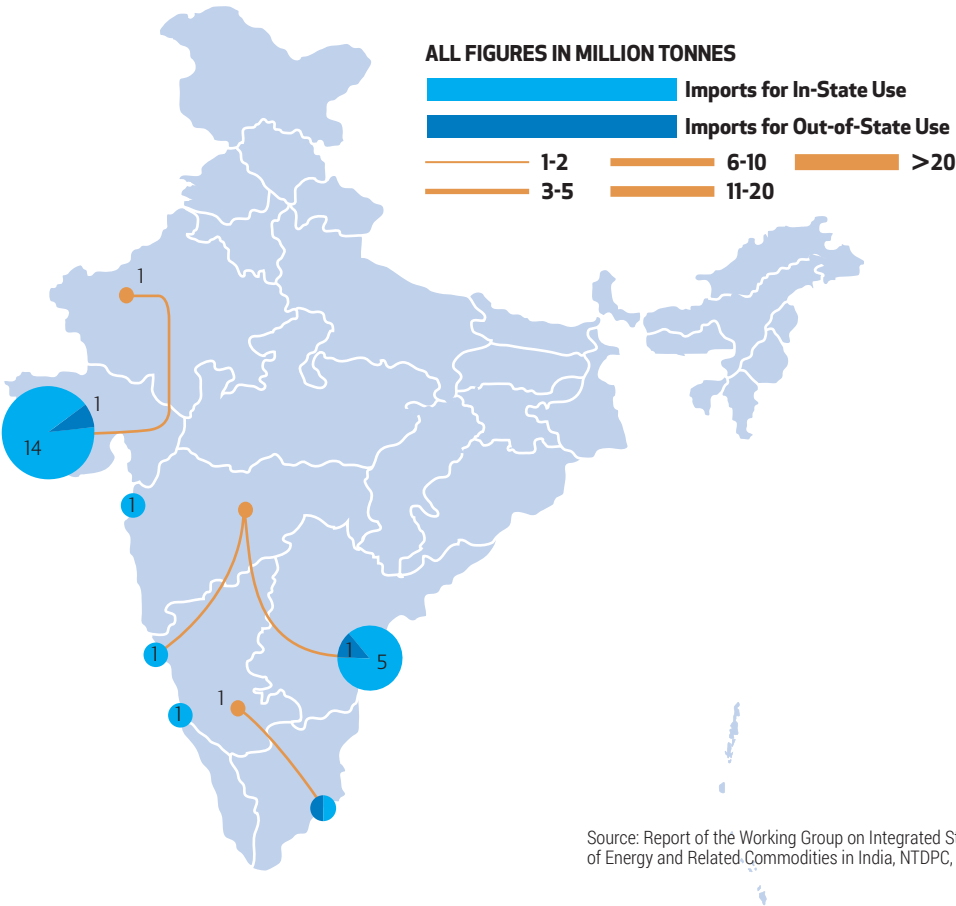 ALL FIGURES IN MILLION TONNES
Imports for In-State Use
Imports for Out-of-State Use
1-2
6-10
>20
3-5
11-20
1
1
14
1
1
1
5
1
1
Source: Report of the Working Group on Integrated
of Energy and Related Commodities in India, NTDPC,